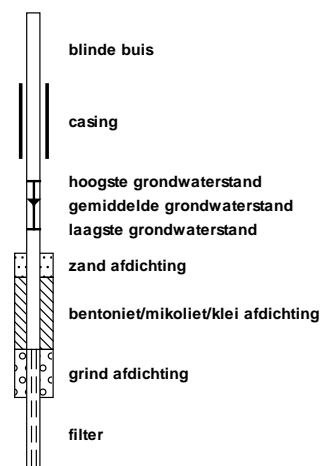 blinde buis
casing
hoogste grondwaterstand
gemiddelde grondwaterstand
laagste grondwaterstand
zand afdichting
bentoniet/mikoliet/klei afdichting
grind afdichting
filter